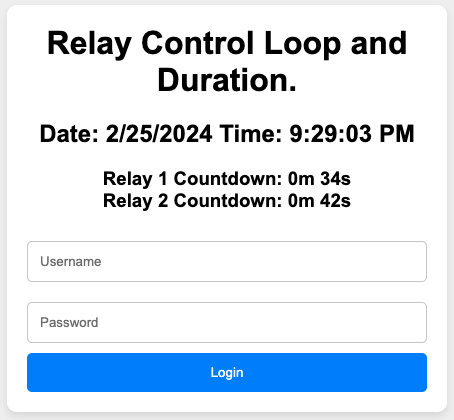 Relay Control Loop and
Duration.
Date: 2/25/2024 Time: 9:29:03 PM
Relay 1 Countdown: 0m 34s
Relay 2 Countdown: 0m 42s
Username
Password
Login